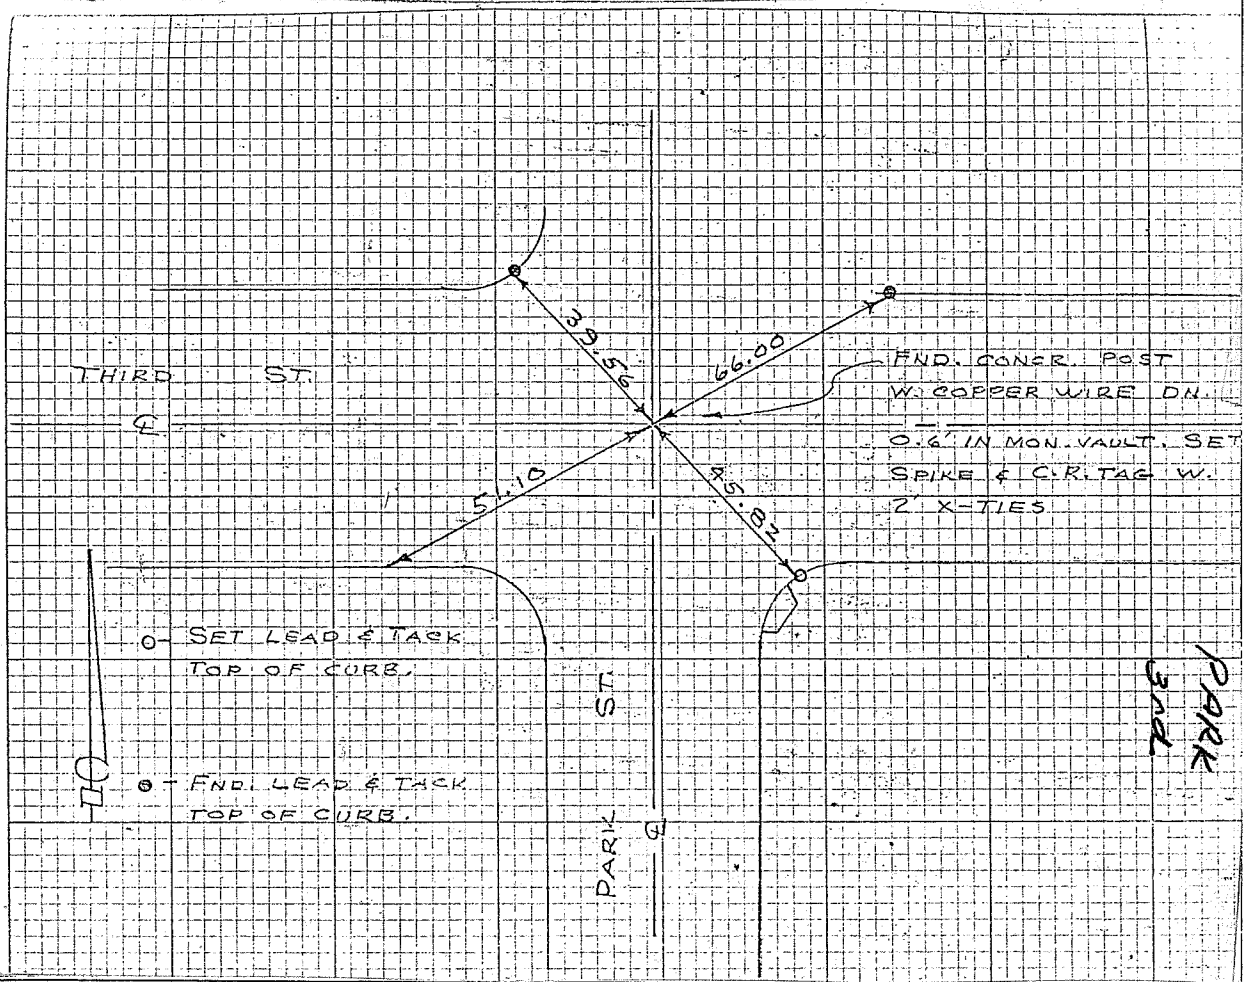 39.56
66.00
THIRD ST.
℄
FND. CONCR. POST
W. COPPER WIRE DN.
0.6' IN MON. VAULT. SET
SPIKE & C.R. TAG W.
2' X-TIES
51.10
45.82
SET LEAD & TACK
TOP OF CURB.
FND. LEAD & TACK
TOP OF CURB.
PARK ST.
℄
PARK
3rd